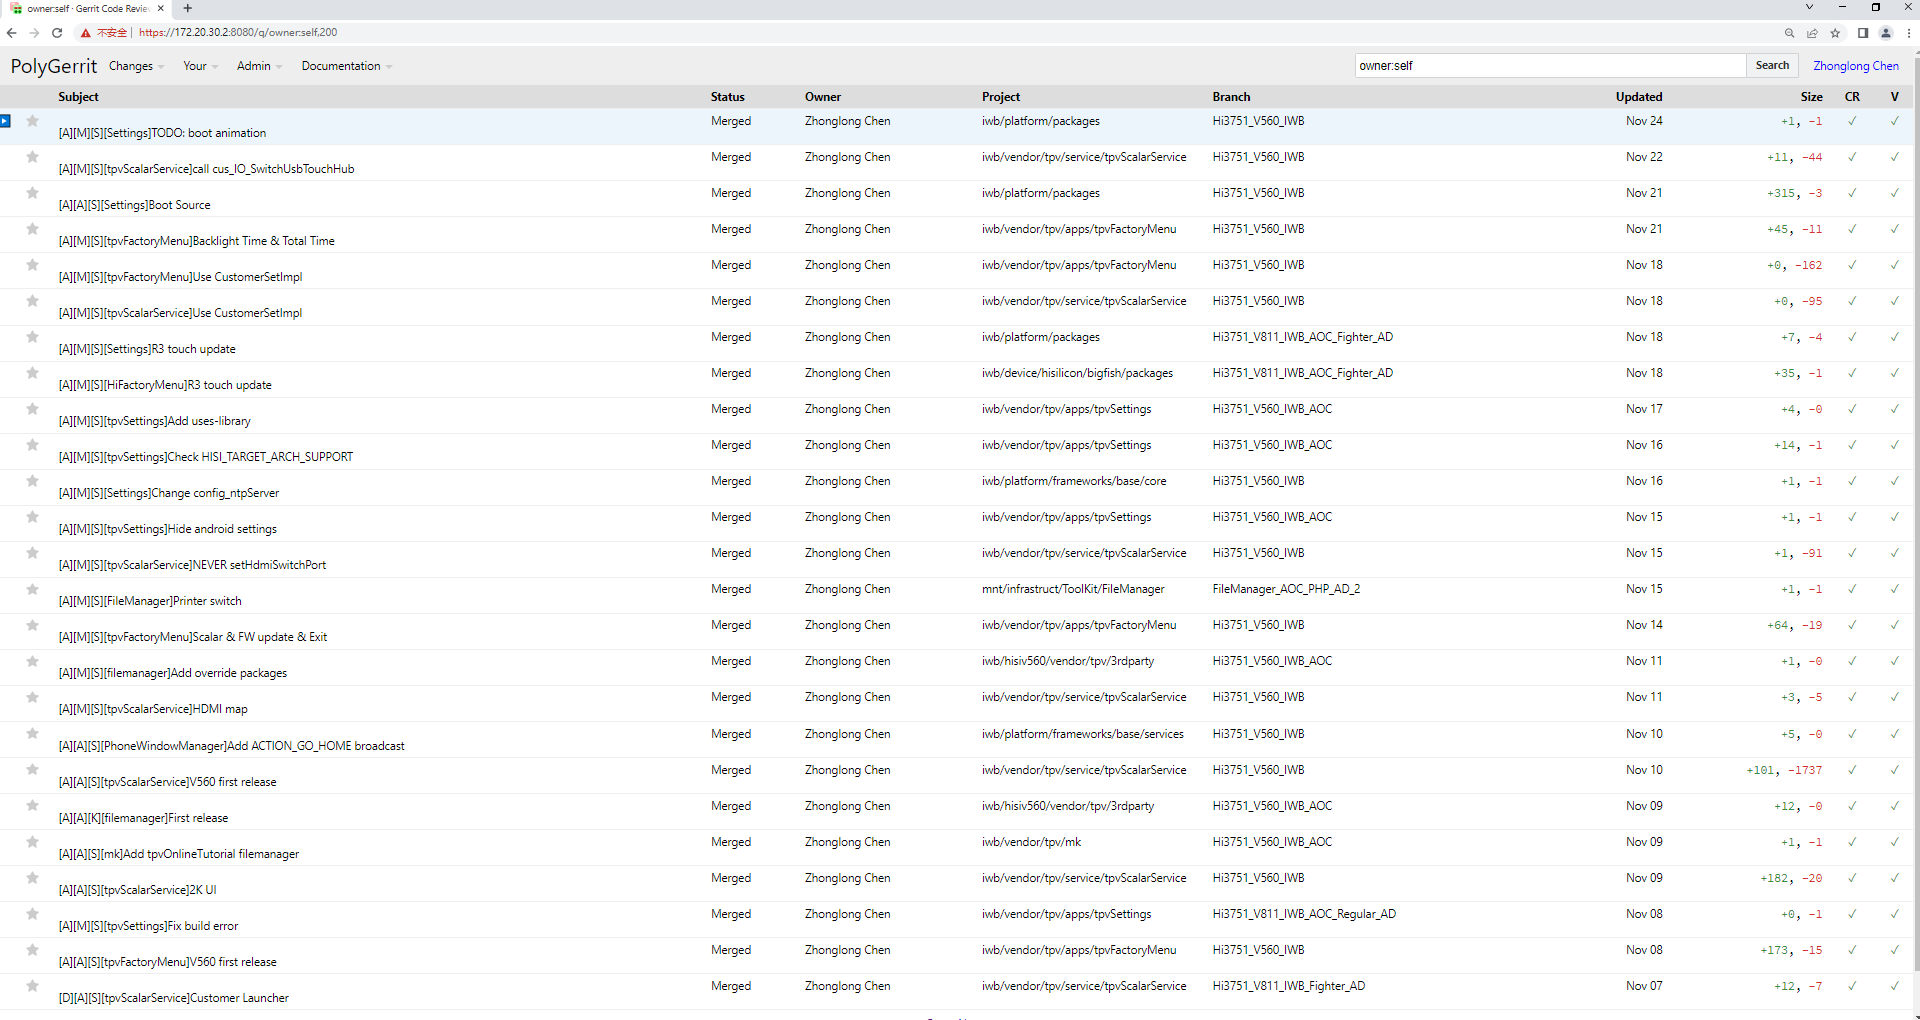 owner:self · Gerrit Code Revie
不安全 | https://172.20.30.2:8080/q/owner:self,200
PolyGerrit Changes Your Admin Documentation owner:self Search Zhonglong Chen
Subject Status Owner Project Branch Updated Size CR V
[A][M][S][Settings]TODO: boot animation Merged Zhonglong Chen iwb/platform/packages Hi3751_V560_IWB Nov 24 +1, -1 ✓ ✓
[A][M][S][tpvScalarService]call cus_IO_SwitchUsbTouchHub Merged Zhonglong Chen iwb/vendor/tpv/service/tpvScalarService Hi3751_V560_IWB Nov 22 +11, -44 ✓ ✓
[A][A][S][Settings]Boot Source Merged Zhonglong Chen iwb/platform/packages Hi3751_V560_IWB Nov 21 +315, -3 ✓ ✓
[A][M][S][tpvFactoryMenu]Backlight Time & Total Time Merged Zhonglong Chen iwb/vendor/tpv/apps/tpvFactoryMenu Hi3751_V560_IWB Nov 21 +45, -11 ✓ ✓
[A][M][S][tpvFactoryMenu]Use CustomerSetImpl Merged Zhonglong Chen iwb/vendor/tpv/apps/tpvFactoryMenu Hi3751_V560_IWB Nov 18 +0, -162 ✓ ✓
[A][M][S][tpvScalarService]Use CustomerSetImpl Merged Zhonglong Chen iwb/vendor/tpv/service/tpvScalarService Hi3751_V560_IWB Nov 18 +0, -95 ✓ ✓
[A][M][S][Settings]R3 touch update Merged Zhonglong Chen iwb/platform/packages Hi3751_V811_IWB_AOC_Fighter_AD Nov 18 +7, -4 ✓ ✓
[A][M][S][HiFactoryMenu]R3 touch update Merged Zhonglong Chen iwb/device/hisilicon/bigfish/packages Hi3751_V811_IWB_AOC_Fighter_AD Nov 18 +35, -1 ✓ ✓
[A][M][S][tpvSettings]Add uses-library Merged Zhonglong Chen iwb/vendor/tpv/apps/tpvSettings Hi3751_V560_IWB_AOC Nov 17 +4, -0 ✓ ✓
[A][M][S][tpvSettings]Check HISI_TARGET_ARCH_SUPPORT Merged Zhonglong Chen iwb/vendor/tpv/apps/tpvSettings Hi3751_V560_IWB_AOC Nov 16 +14, -1 ✓ ✓
[A][M][S][Settings]Change config_ntpServer Merged Zhonglong Chen iwb/platform/frameworks/base/core Hi3751_V560_IWB Nov 16 +1, -1 ✓ ✓
[A][M][S][tpvSettings]Hide android settings Merged Zhonglong Chen iwb/vendor/tpv/apps/tpvSettings Hi3751_V560_IWB_AOC Nov 15 +1, -1 ✓ ✓
[A][M][S][tpvScalarService]NEVER setHdmiSwitchPort Merged Zhonglong Chen iwb/vendor/tpv/service/tpvScalarService Hi3751_V560_IWB Nov 15 +1, -91 ✓ ✓
[A][M][S][FileManager]Printer switch Merged Zhonglong Chen mnt/infrastruct/ToolKit/FileManager FileManager_AOC_PHP_AD_2 Nov 15 +1, -1 ✓ ✓
[A][M][S][tpvFactoryMenu]Scalar & FW update & Exit Merged Zhonglong Chen iwb/vendor/tpv/apps/tpvFactoryMenu Hi3751_V560_IWB Nov 14 +64, -19 ✓ ✓
[A][M][S][filemanager]Add override packages Merged Zhonglong Chen iwb/hisiv560/vendor/tpv/3rdparty Hi3751_V560_IWB_AOC Nov 11 +1, -0 ✓ ✓
[A][M][S][tpvScalarService]HDMI map Merged Zhonglong Chen iwb/vendor/tpv/service/tpvScalarService Hi3751_V560_IWB Nov 11 +3, -5 ✓ ✓
[A][A][S][PhoneWindowManager]Add ACTION_GO_HOME broadcast Merged Zhonglong Chen iwb/platform/frameworks/base/services Hi3751_V560_IWB Nov 10 +5, -0 ✓ ✓
[A][A][S][tpvScalarService]V560 first release Merged Zhonglong Chen iwb/vendor/tpv/service/tpvScalarService Hi3751_V560_IWB Nov 10 +101, -1737 ✓ ✓
[A][A][K][filemanager]First release Merged Zhonglong Chen iwb/hisiv560/vendor/tpv/3rdparty Hi3751_V560_IWB_AOC Nov 09 +12, -0 ✓ ✓
[A][A][S][mk]Add tpvOnlineTutorial filemanager Merged Zhonglong Chen iwb/vendor/tpv/mk Hi3751_V560_IWB_AOC Nov 09 +1, -1 ✓ ✓
[A][A][S][tpvScalarService]2K UI Merged Zhonglong Chen iwb/vendor/tpv/service/tpvScalarService Hi3751_V560_IWB Nov 09 +182, -20 ✓ ✓
[A][M][S][tpvSettings]Fix build error Merged Zhonglong Chen iwb/vendor/tpv/apps/tpvSettings Hi3751_V811_IWB_AOC_Regular_AD Nov 08 +0, -1 ✓ ✓
[A][A][S][tpvFactoryMenu]V560 first release Merged Zhonglong Chen iwb/vendor/tpv/apps/tpvFactoryMenu Hi3751_V560_IWB Nov 08 +173, -15 ✓ ✓
[D][A][S][tpvScalarService]Customer Launcher Merged Zhonglong Chen iwb/vendor/tpv/service/tpvScalarService Hi3751_V811_IWB_Fighter_AD Nov 07 +12, -7 ✓ ✓